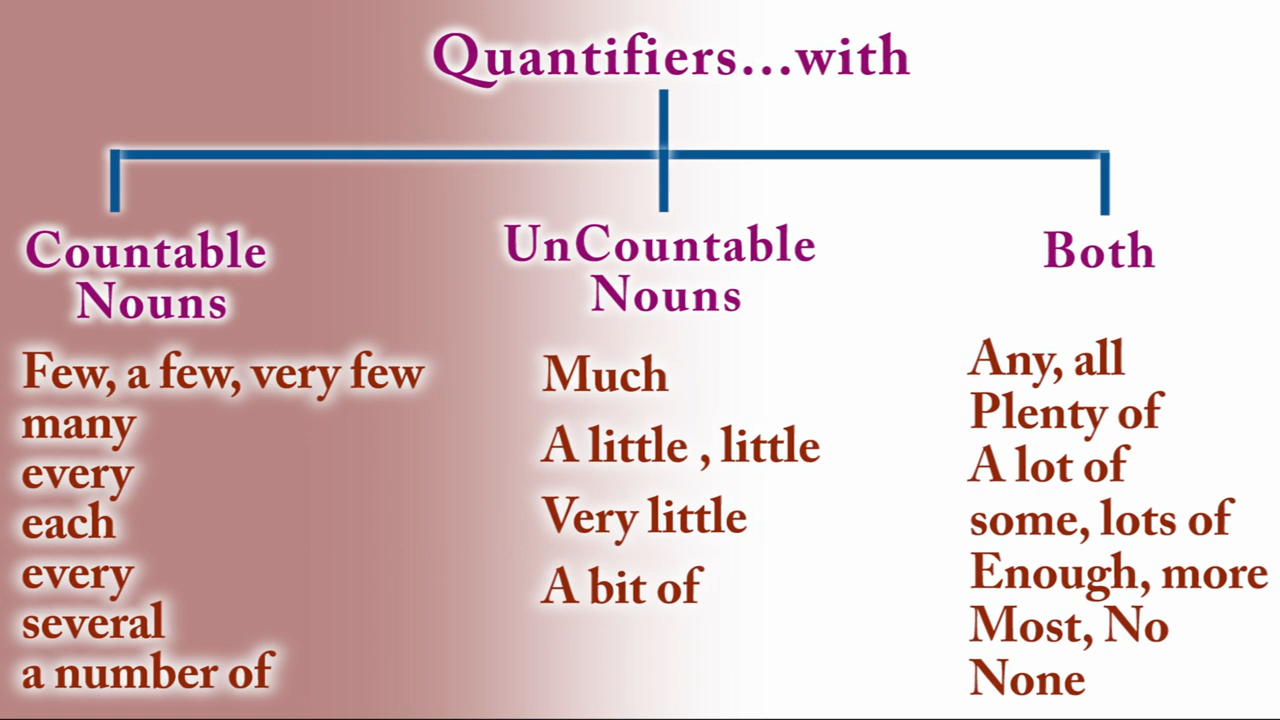 Quantifiers...with
Countable
Nouns
Few, a few, very few
many
every
each
every
several
a number of
UnCountable
Nouns
Much
A little , little
Very little
A bit of
Both
Any, all
Plenty of
A lot of
some, lots of
Enough, more
Most, No
None